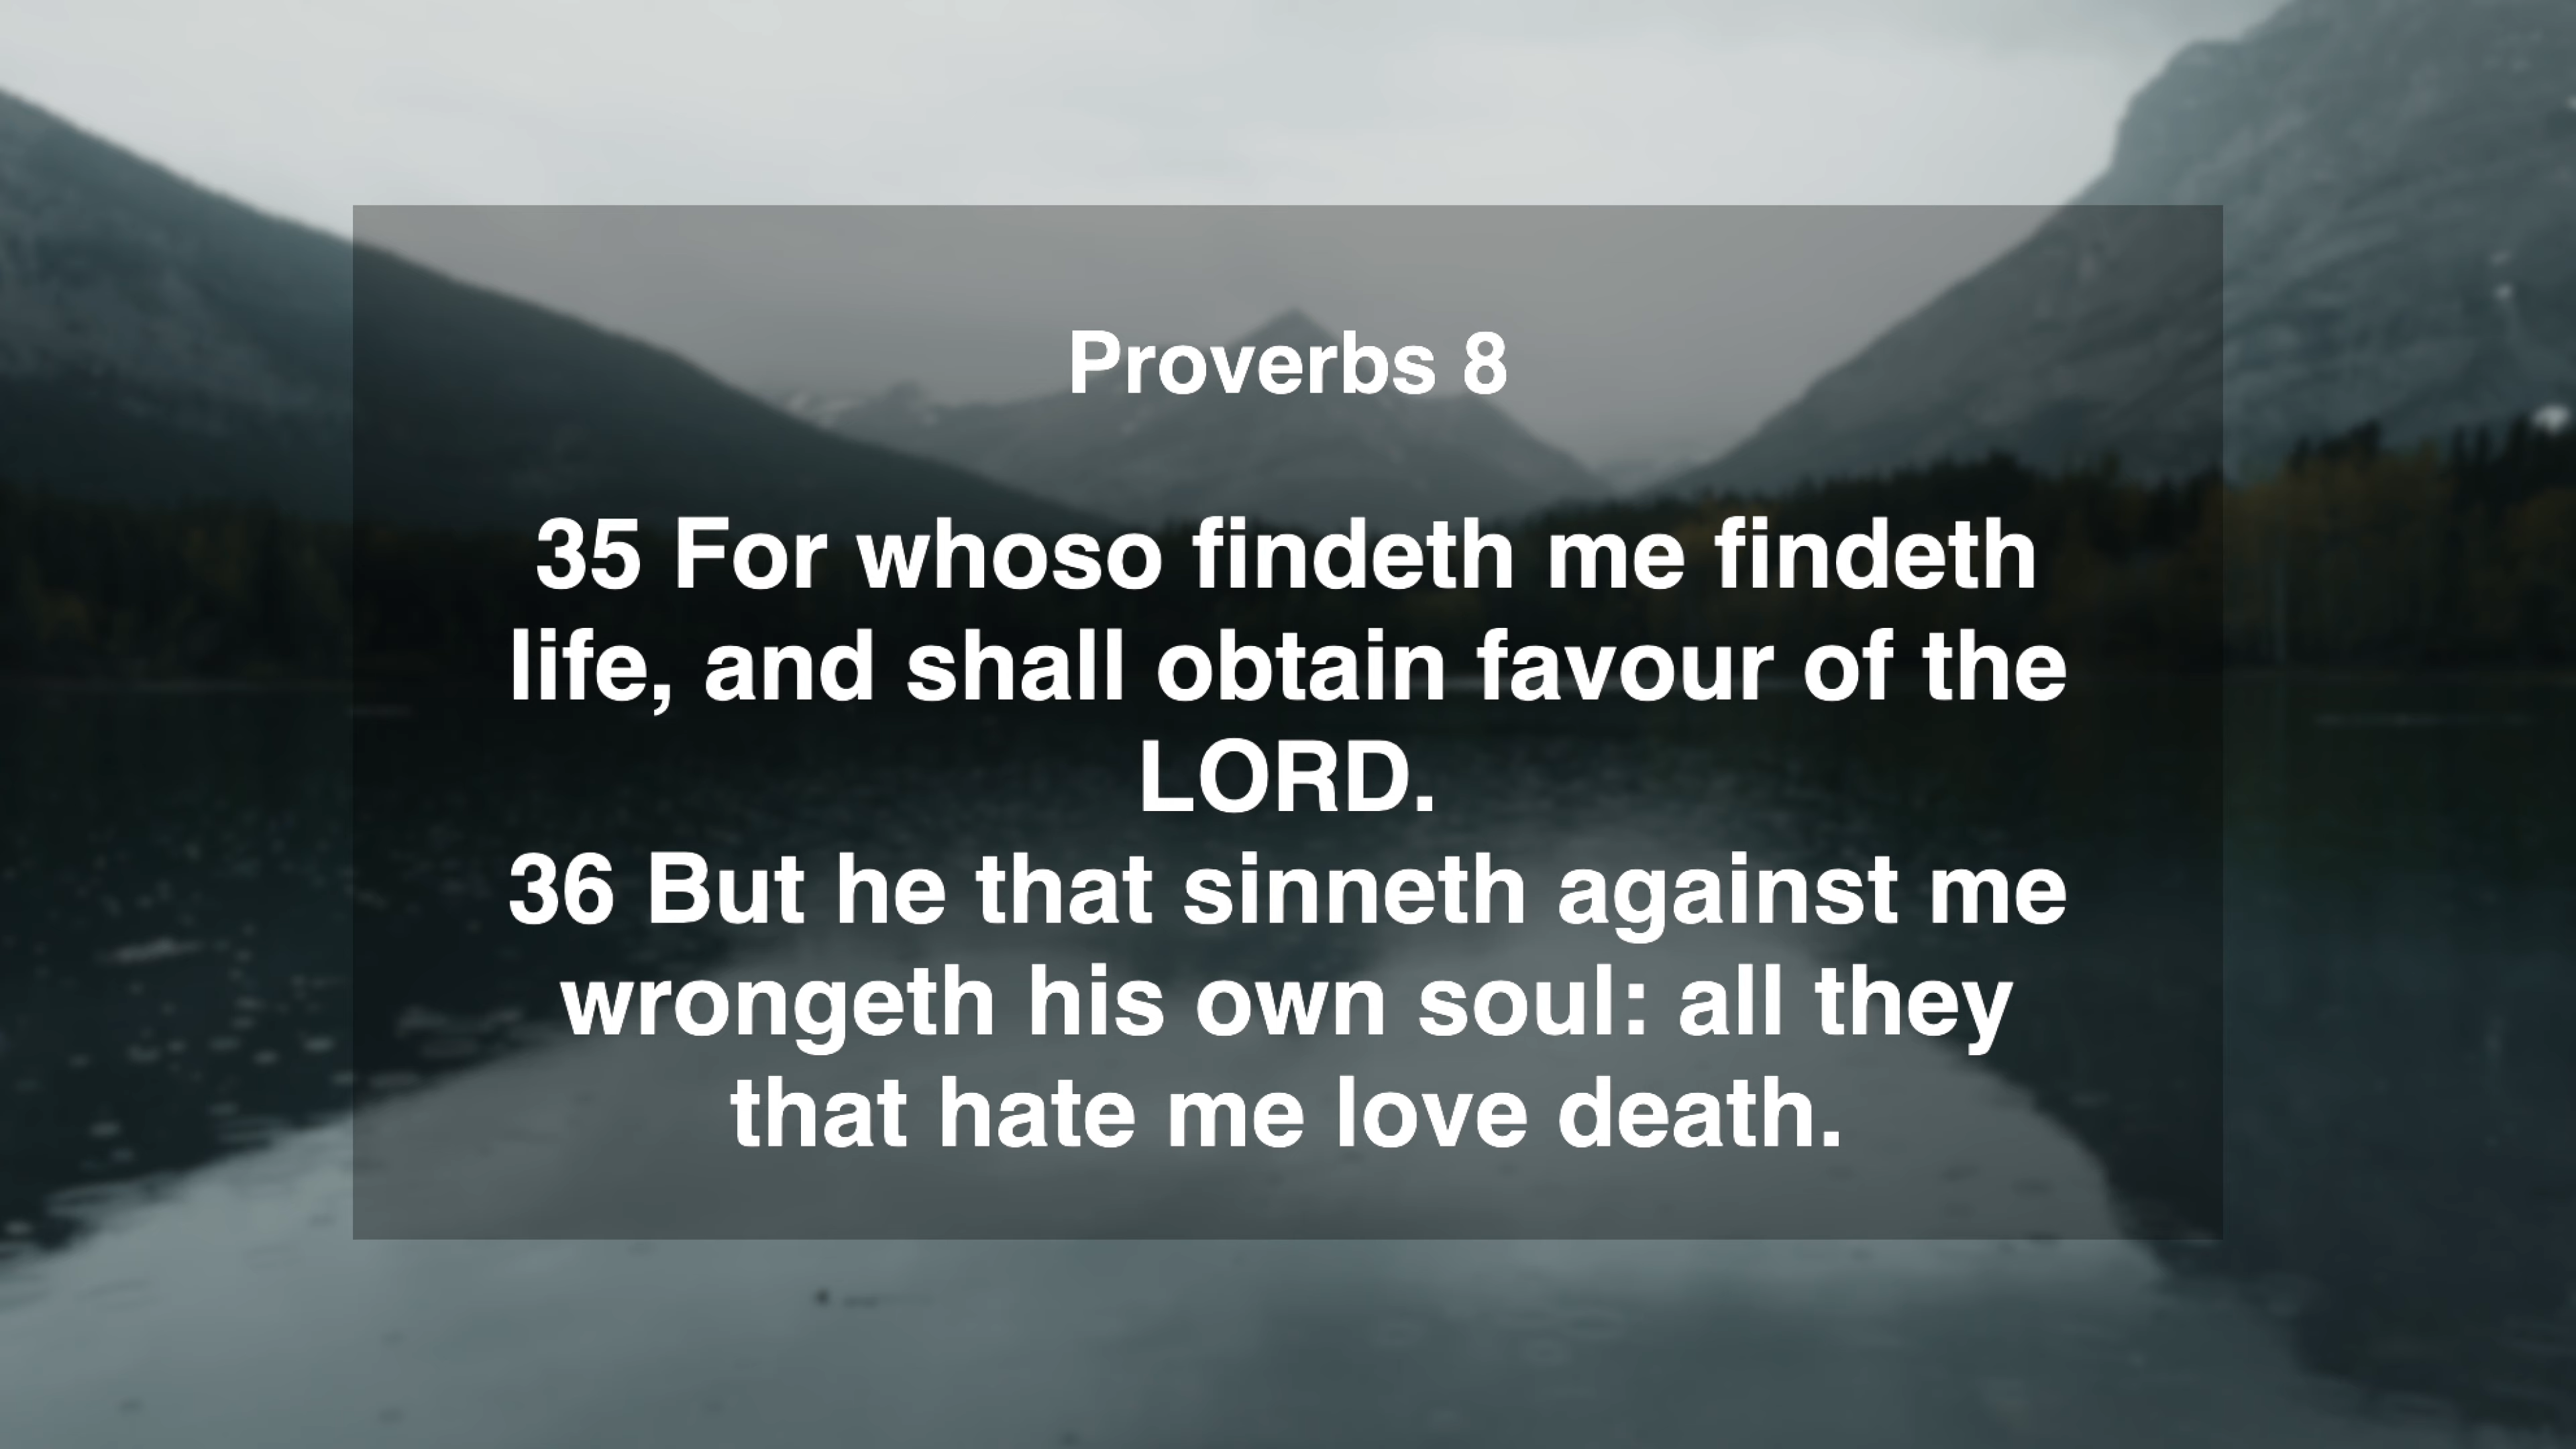 Proverbs 8
35 For whoso findeth me findeth
life, and shall obtain favour of the
LORD.
36 But he that sinneth against me
wrongeth his own soul: all they
that hate me love death.